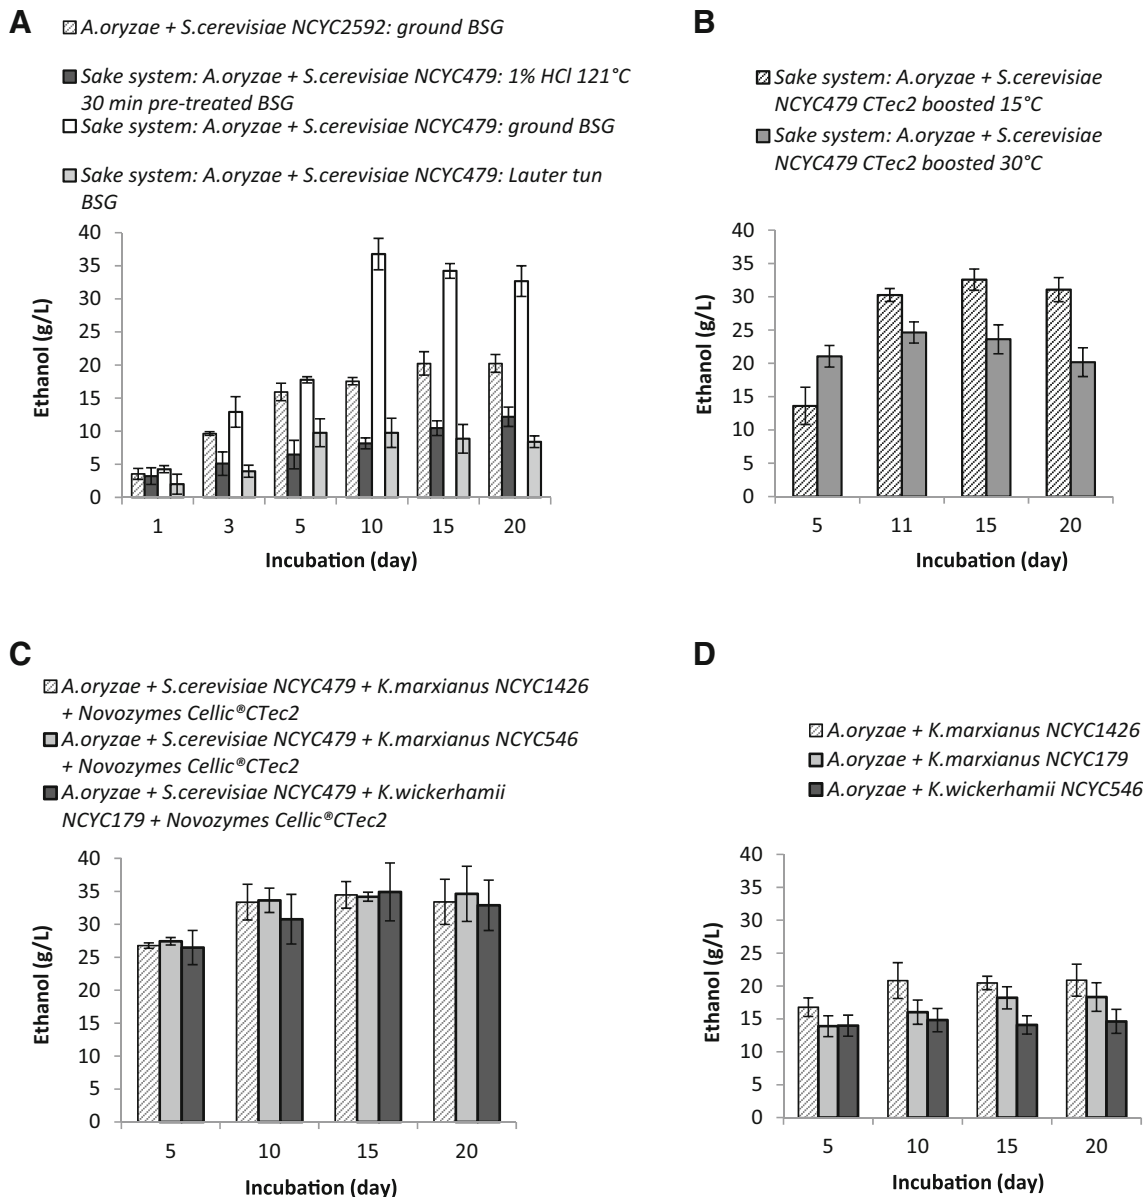 A
A.oryzae + S.cerevisiae NCYC2592: ground BSG
Sake system: A.oryzae + S.cerevisiae NCYC479: 1% HCl 121°C
30 min pre-treated BSG
Sake system: A.oryzae + S.cerevisiae NCYC479: ground BSG
Sake system: A.oryzae + S.cerevisiae NCYC479: Lauter tun
BSG
40
35
30
25
20
15
10
5
0
Ethanol (g/L)
1 3 5 10 15 20
Incubation (day)
B
Sake system: A.oryzae + S.cerevisiae
NCYC479 CTec2 boosted 15°C
Sake system: A.oryzae + S.cerevisiae
NCYC479 CTec2 boosted 30°C
40
35
30
25
20
15
10
5
0
Ethanol (g/L)
5 11 15 20
Incubation (day)
C
A.oryzae + S.cerevisiae NCYC479 + K.marxianus NCYC1426
+ Novozymes Cellic®CTec2
A.oryzae + S.cerevisiae NCYC479 + K.marxianus NCYC546
+ Novozymes Cellic®CTec2
A.oryzae + S.cerevisiae NCYC479 + K.wickerhamii
NCYC179 + Novozymes Cellic®CTec2
40
35
30
25
20
15
10
5
0
Ethanol (g/L)
5 10 15 20
Incubation (day)
D
A.oryzae + K.marxianus NCYC1426
A.oryzae + K.marxianus NCYC179
A.oryzae + K.wickerhamii NCYC546
40
35
30
25
20
15
10
5
0
Ethanol (g/L)
5 10 15 20
Incubation (day)